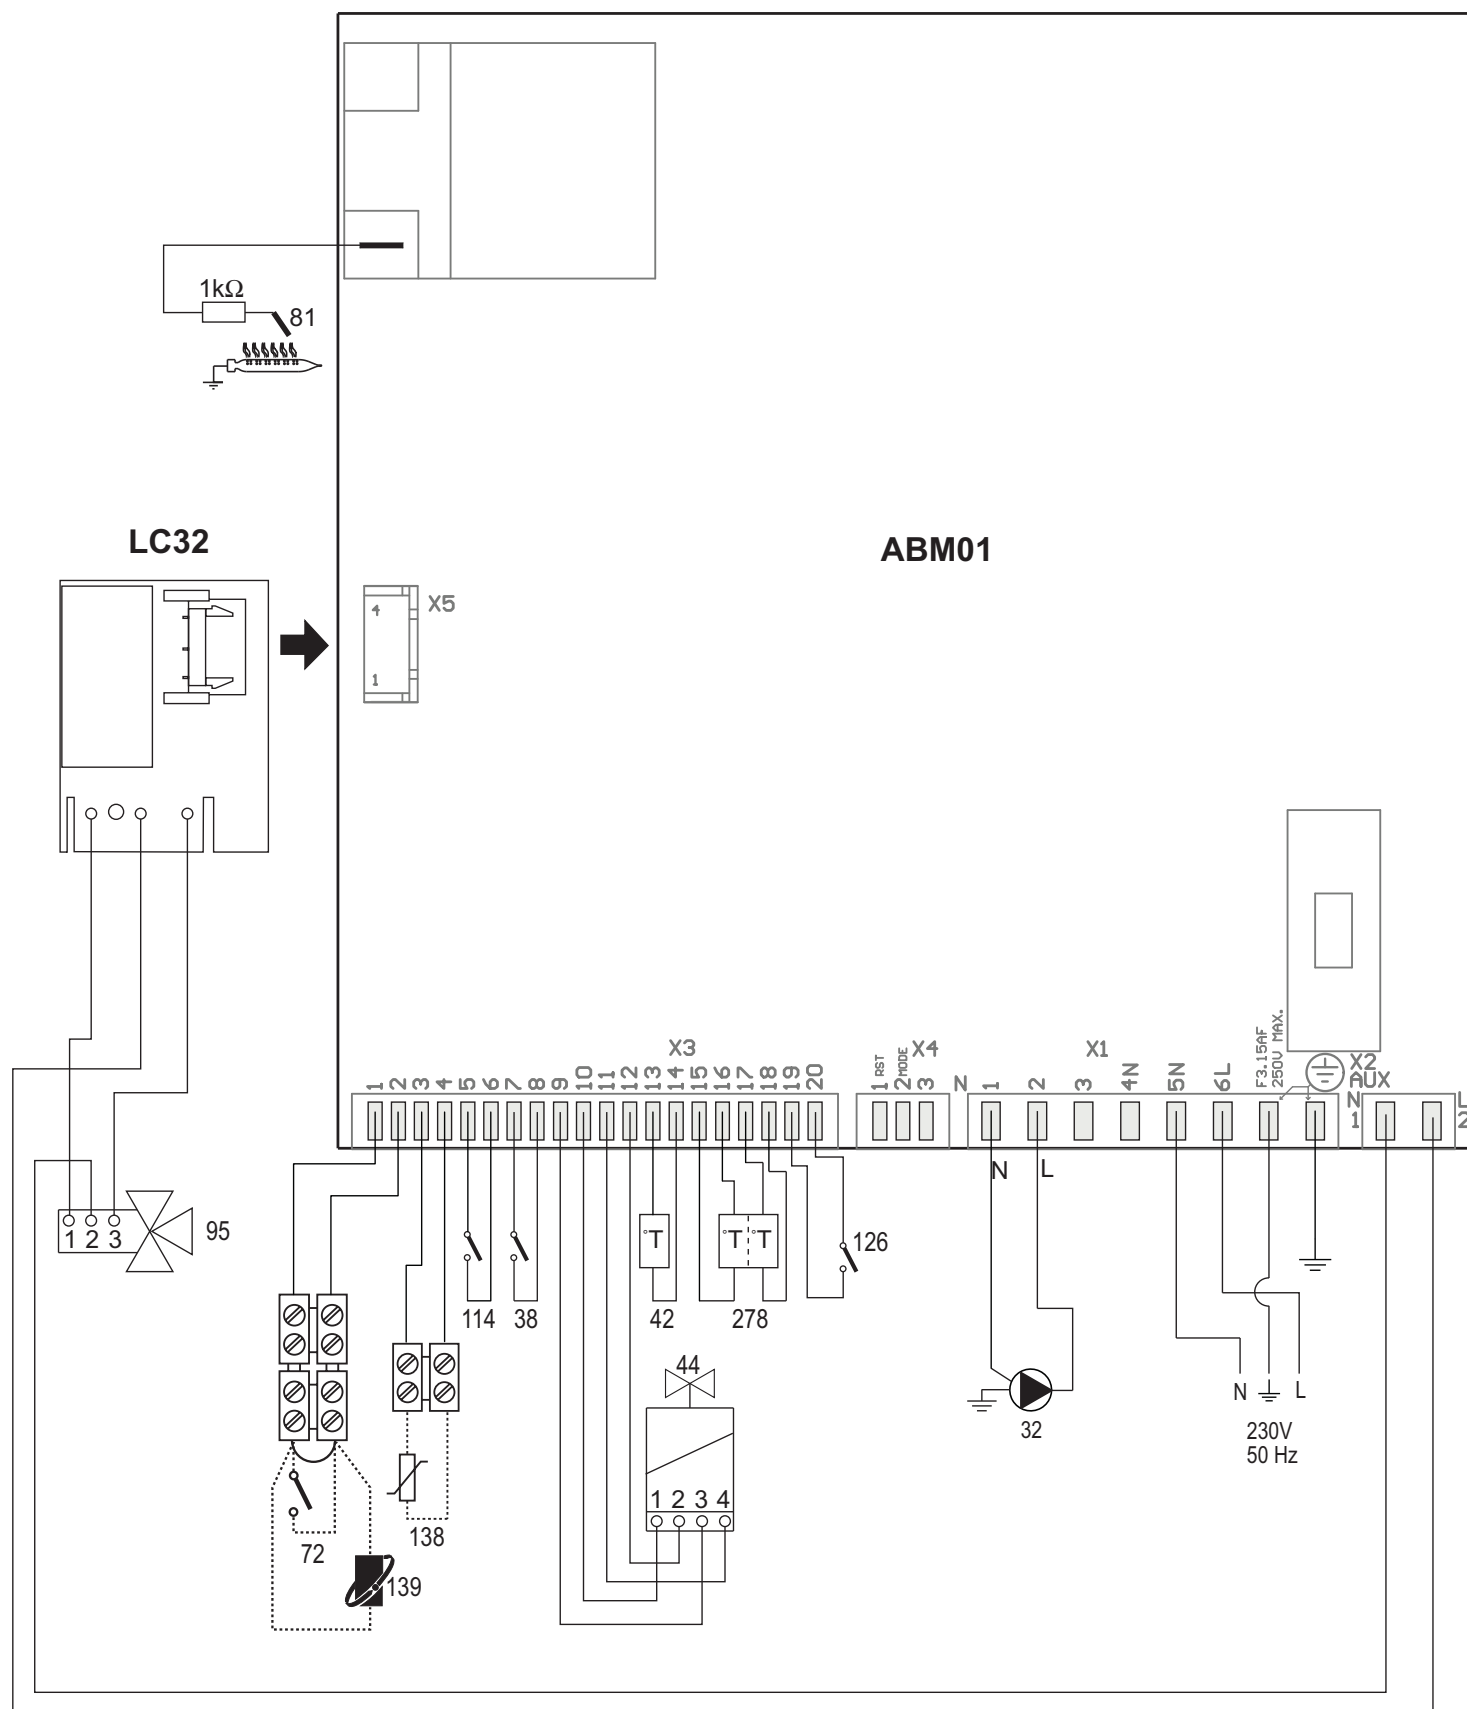 1kΩ
81
LC32
ABM01
4
X5
1
X3
1 2 3 4 5 6 7 8 9 10 11 12 13 14 15 16 17 18 19 20
X4
1 RST
2 MODE
3
N
X1
1 2 3 4N 5N 6L
F3.15AF
250V MAX.
X2
AUX
N
1
L
2
N L
1 2 3
95
°T
°T °T
126
114
38
42
278
44
1 2 3 4
32
N L
230V
50 Hz
72
138
139